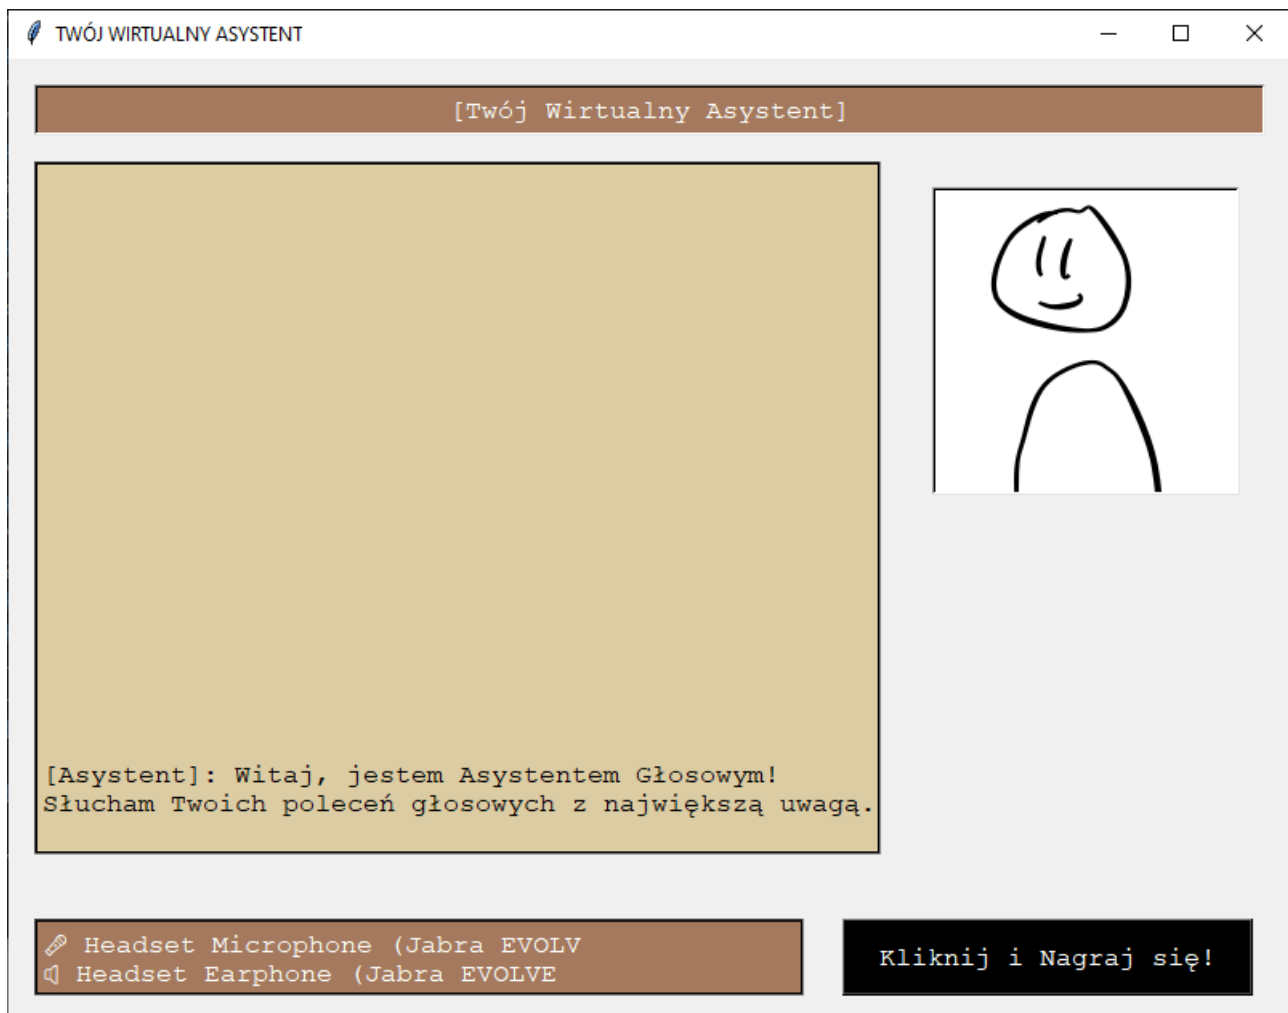 TWÓJ WIRTUALNY ASYSTENT
[Twój Wirtualny Asystent]
[Asystent]: Witaj, jestem Asystentem Głosowym!
Słucham Twoich poleceń głosowych z największą uwagą.
Headset Microphone (Jabra EVOLV
Headset Earphone (Jabra EVOLVE
Kliknij i Nagraj się!